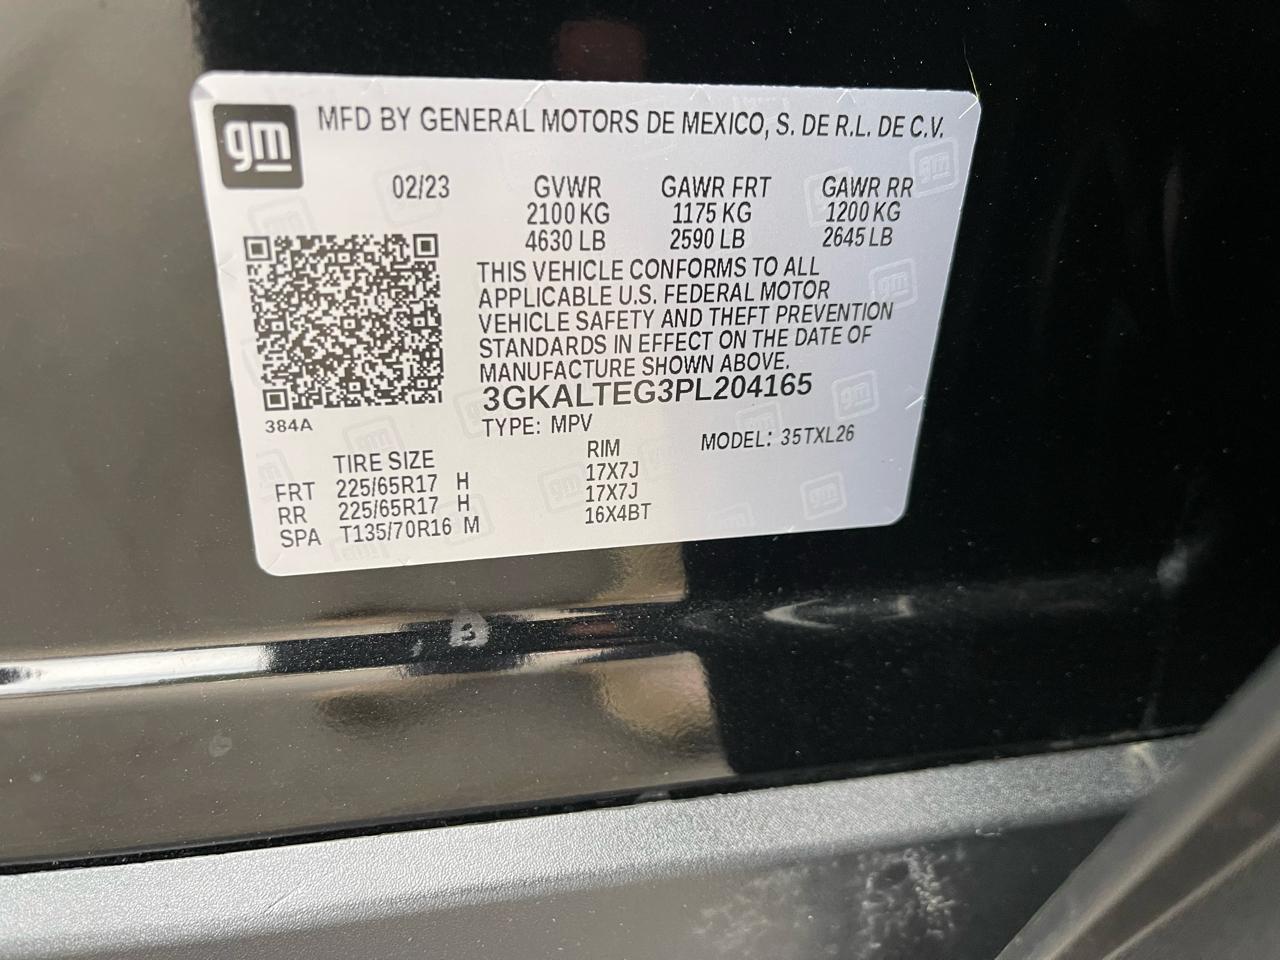 gm MFD BY GENERAL MOTORS DE MEXICO, S. DE R.L. DE C.V.
02/23 GVWR GAWR FRT GAWR RR
2100 KG 1175 KG 1200 KG
4630 LB 2590 LB 2645 LB
THIS VEHICLE CONFORMS TO ALL
APPLICABLE U.S. FEDERAL MOTOR
VEHICLE SAFETY AND THEFT PREVENTION
STANDARDS IN EFFECT ON THE DATE OF
MANUFACTURE SHOWN ABOVE.
3GKALTEG3PL204165
384A
TYPE: MPV MODEL: 35TXL26
TIRE SIZE RIM
FRT 225/65R17 H 17X7J
RR 225/65R17 H 17X7J
SPA T135/70R16 M 16X4BT